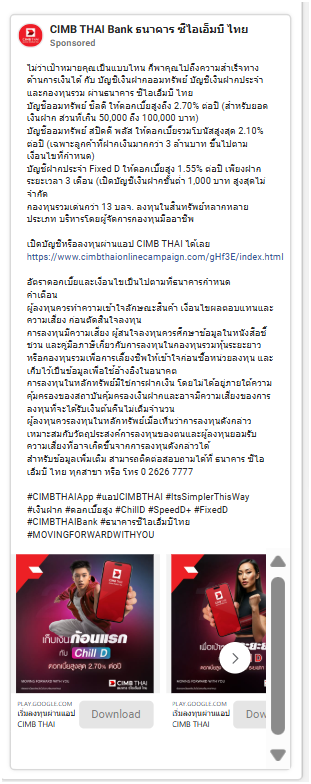 CIMB THAI Bank ธนาคาร ซีไอเอ็มบี ไทย
Sponsored
ไม่ว่าเป้าหมายคุณเป็นแบบไหน ก็พาคุณไปถึงความสำเร็จทาง
ด้านการเงินได้ กับ บัญชีเงินฝากออมทรัพย์ บัญชีเงินฝากประจำ
และกองทุนรวม ผ่านธนาคาร ซีไอเอ็มบี ไทย
บัญชีออมทรัพย์ ชิลดี ให้ดอกเบี้ยสูงถึง 2.70% ต่อปี (สำหรับยอด
เงินฝาก ส่วนที่เกิน 50,000 ถึง 100,000 บาท)
บัญชีออมทรัพย์ สปีดดี พลัส ให้ดอกเบี้ยรวมโบนัสสูงสุด 2.10%
ต่อปี (เฉพาะลูกค้าที่ฝากเงินมากกว่า 3 ล้านบาท ขึ้นไปตาม
เงื่อนไขที่กำหนด)
บัญชีฝากประจำ Fixed D ให้ดอกเบี้ยสูง 1.55% ต่อปี เพียงฝาก
ระยะเวลา 3 เดือน (เปิดบัญชีเงินฝากขั้นต่ำ 1,000 บาท สูงสุดไม่
จำกัด
กองทุนรวมเด่นกว่า 13 บลจ. ลงทุนในสินทรัพย์หลากหลาย
ประเภท บริหารโดยผู้จัดการกองทุนมืออาชีพ
เปิดบัญชีหรือลงทุนผ่านแอป CIMB THAI ได้เลย
https://www.cimbthaionlinecampaign.com/gHf3E/index.html
อัตราดอกเบี้ยและเงื่อนไขเป็นไปตามที่ธนาคารกำหนด
คำเตือน
ผู้ลงทุนควรทำความเข้าใจลักษณะสินค้า เงื่อนไขผลตอบแทนและ
ความเสี่ยง ก่อนตัดสินใจลงทุน
การลงทุนมีความเสี่ยง ผู้สนใจลงทุนควรศึกษาข้อมูลในหนังสือชี้
ชวน และคู่มือภาษีเกี่ยวกับการลงทุนในกองทุนรวมหุ้นระยะยาว
หรือกองทุนรวมเพื่อการเลี้ยงชีพให้เข้าใจก่อนซื้อหน่วยลงทุน และ
เก็บไว้เป็นข้อมูลเพื่อใช้อ้างอิงในอนาคต
การลงทุนในหลักทรัพย์มิใช่การฝากเงิน โดยไม่ได้อยู่ภายใต้ความ
คุ้มครองของสถาบันคุ้มครองเงินฝากและอาจมีความเสี่ยงของการ
ลงทุนที่จะได้รับเงินต้นคืนไม่เต็มจำนวน
ผู้ลงทุนควรลงทุนในหลักทรัพย์เมื่อเห็นว่าการลงทุนดังกล่าว
เหมาะสมกับวัตถุประสงค์การลงทุนของตนและผู้ลงทุนยอมรับ
ความเสี่ยงที่อาจเกิดขึ้นจากการลงทุนดังกล่าวได้
สำหรับข้อมูลเพิ่มเติม สามารถติดต่อสอบถามได้ที่ ธนาคาร ซีไอ
เอ็มบี ไทย ทุกสาขา หรือ โทร 0 2626 7777
#CIMBTHAIApp #แอปCIMBTHAI #ItsSimplerThisWay
#เงินฝาก #ดอกเบี้ยสูง #ChillD #SpeedD+ #FixedD
#CIMBTHAIBank #ธนาคารซีไอเอ็มบีไทย
#MOVINGFORWARDWITHYOU
เก็บเงินก้อนแรก
กับ Chill D
ดอกเบี้ยสูงสุด 2.70% ต่อปี
MOVING FORWARD WITH YOU
CIMB THAI
PLAY.GOOGLE.COM
เริ่มลงทุนผ่านแอป
CIMB THAI
Download
CIMB THAI
MOVING FORWARD WITH YOU
PLAY.GOOGLE.COM
เริ่มลงทุนผ่านแอป
CIMB THAI
Dow